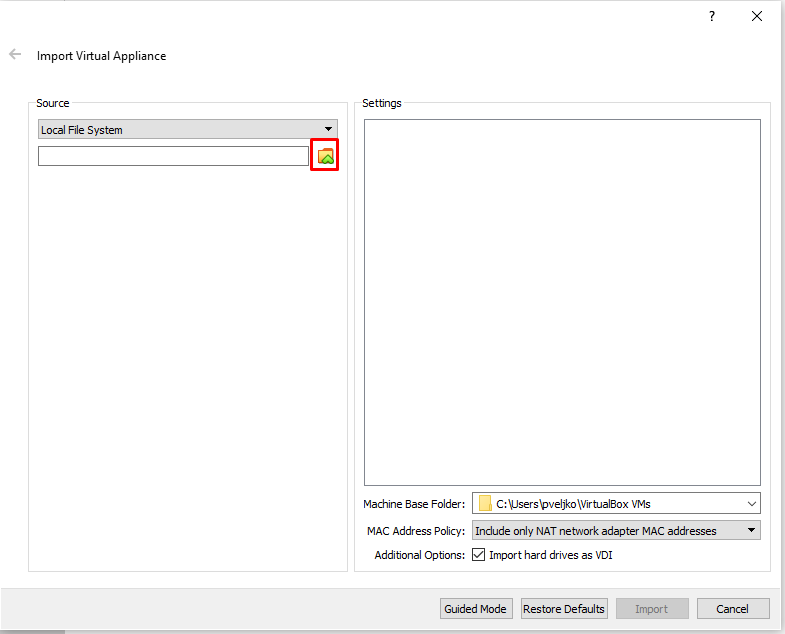 ?
Import Virtual Appliance
Source
Settings
Local File System
Machine Base Folder: C:\Users\pveljko\VirtualBox VMs
MAC Address Policy: Include only NAT network adapter MAC addresses
Additional Options: Import hard drives as VDI
Guided Mode Restore Defaults Import Cancel